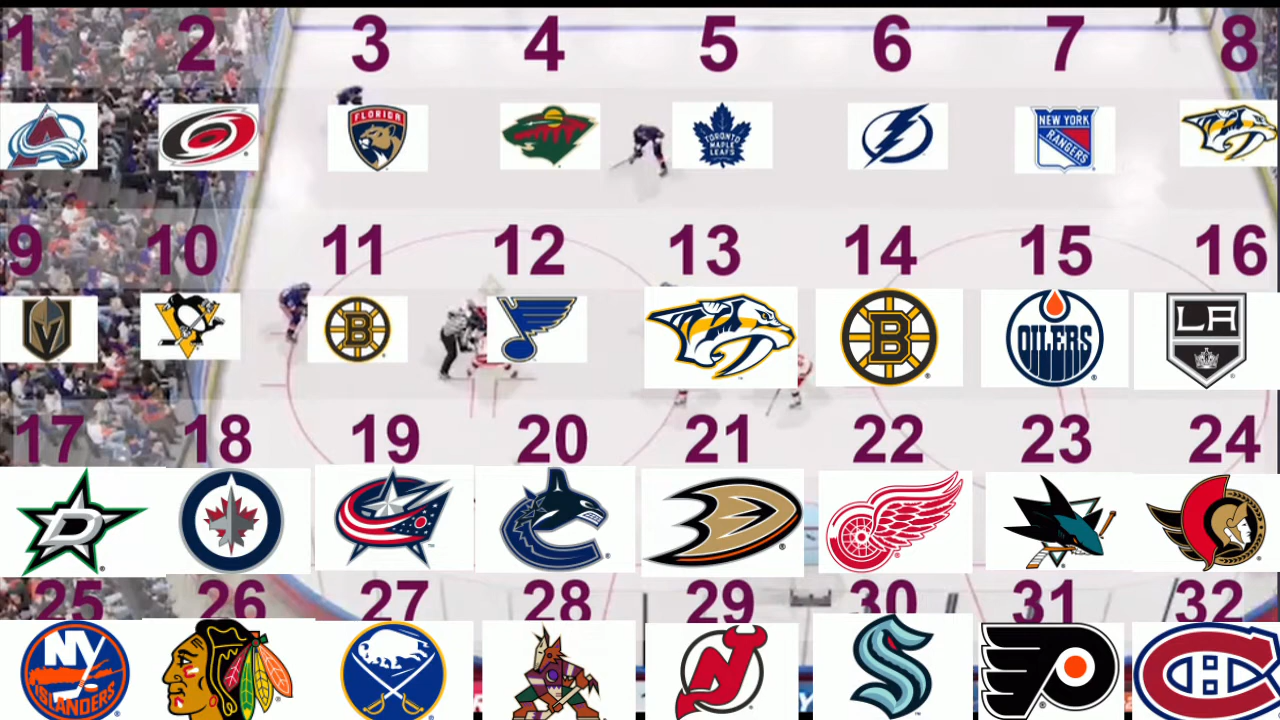 1 2 3 4 5 6 7 8
FLORIDA
TORONTO
MAPLE
LEAFS
NEW YORK
RANGERS
9 10 11 12 13 14 15 16
B
B
OILERS
LA
17 18 19 20 21 22 23 24
D
25 26 27 28 29 30 31 32
NY
ISLANDERS